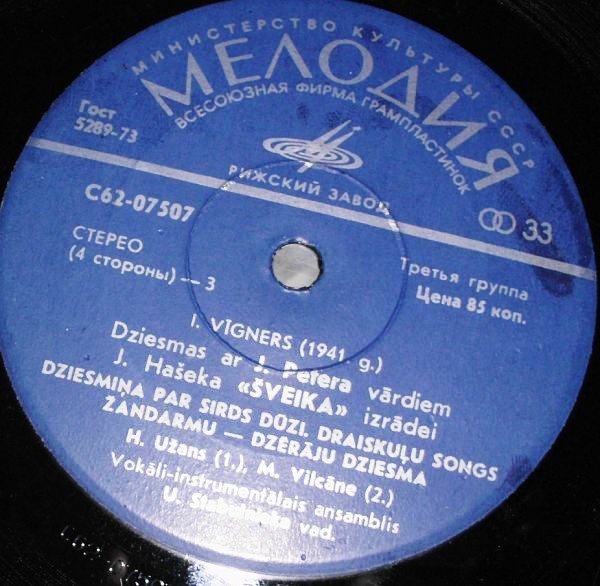 МИНИСТЕРСТВО КУЛЬТУРЫ СССР
МЕЛОДИЯ
ВСЕСОЮЗНАЯ ФИРМА ГРАМПЛАСТИНОК
Гост
5289-73
РИЖСКИЙ ЗАВОД
33
С62-07507
СТЕРЕО
(4 стороны) — 3
Третья группа
Цена 85 коп.
I. VĪGNERS (1941 g.)
Dziesmas ar J. Petera vārdiem
J. Hašeka «ŠVEIKA» izrādei
DZIESMIŅA PAR SIRDS DŪZI, DRAISKUĻU SONGS
ŽANDARMU — DZĒRĀJU DZIESMA
H. Užans (1.), M. Vilcāne (2.)
Vokāli-instrumentālais ansamblis
U. vad.